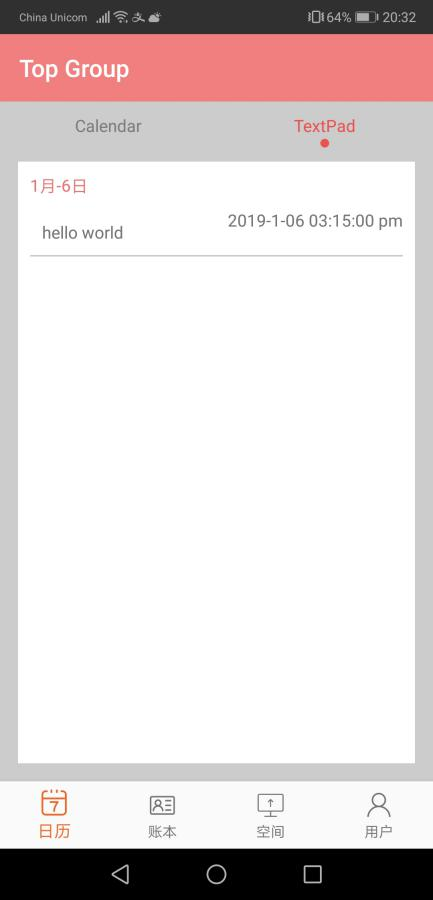 China Unicom 64% 20:32
Top Group
Calendar TextPad
1月-6日
2019-1-06 03:15:00 pm
hello world
7
日历 账本 空间 用户